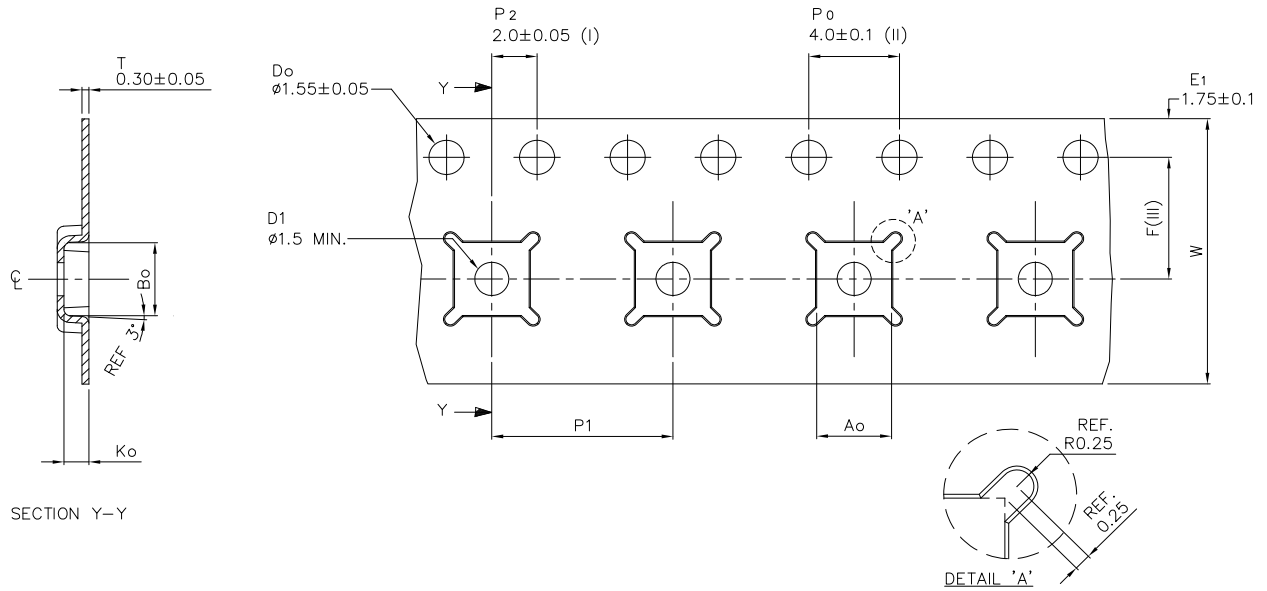 P2
2.0±0.05 (I)
P0
4.0±0.1 (II)
T
0.30±0.05
Do
ø1.55±0.05
Y
E1
1.75±0.1
D1
ø1.5 MIN.
'A'
F(III)
W
℄
Bo
REF 3°
Y
P1
Ao
Ko
REF.
R0.25
REF.
0.25
SECTION Y-Y
DETAIL 'A'